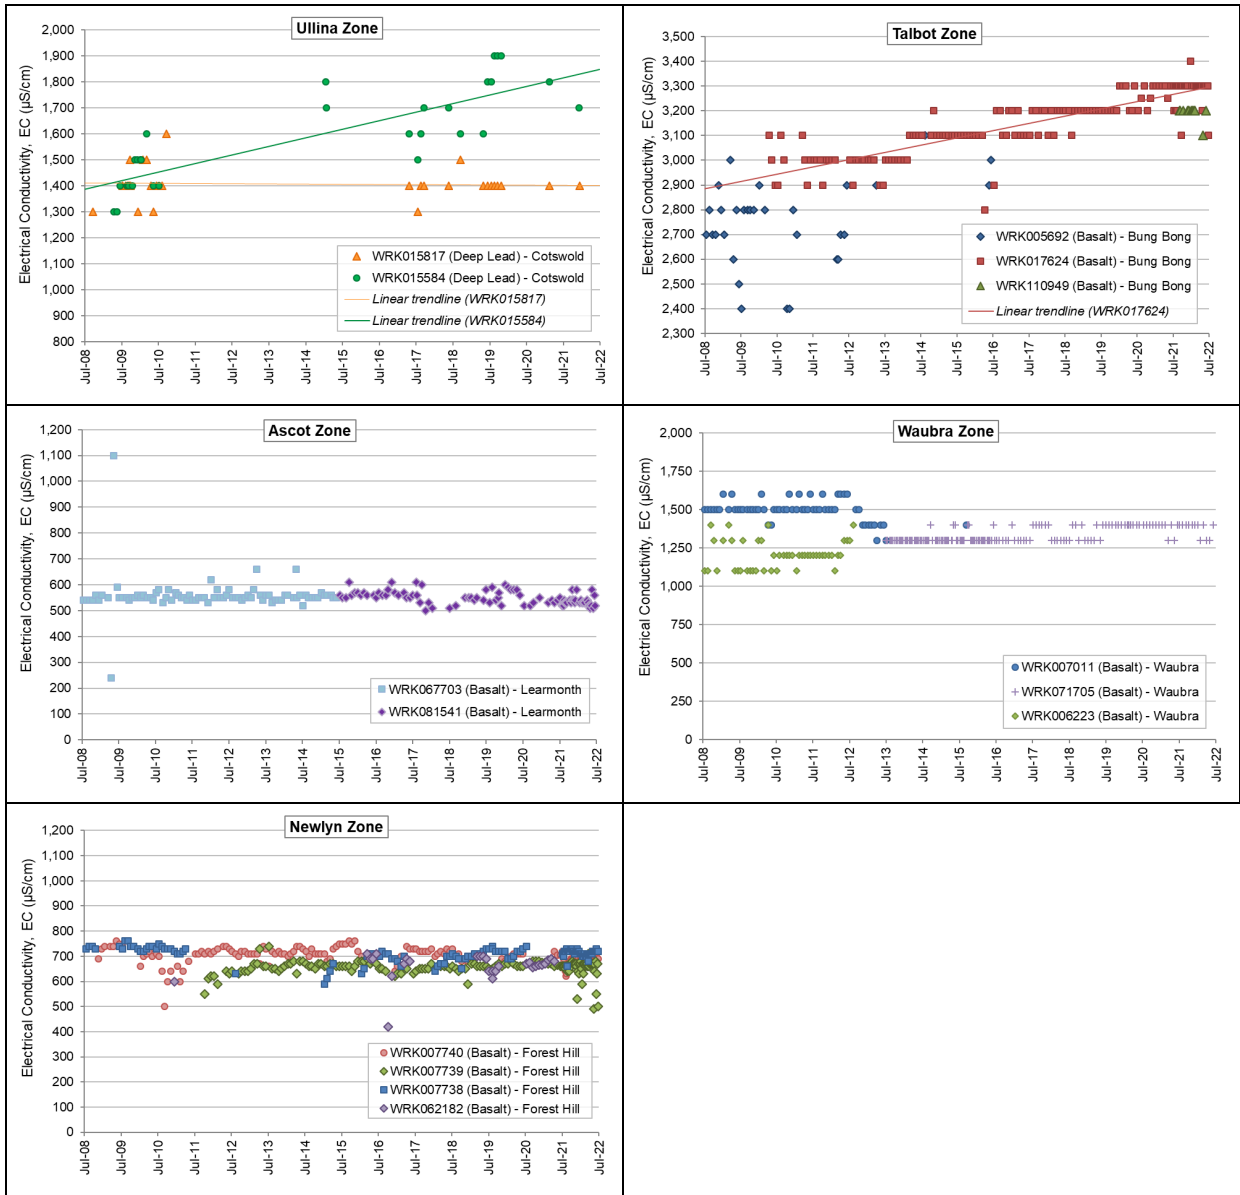 Ullina Zone
Electrical Conductivity, EC (µS/cm)
2,000
1,900
1,800
1,700
1,600
1,500
1,400
1,300
1,200
1,100
1,000
900
800
WRK015817 (Deep Lead) - Cotswold
WRK015584 (Deep Lead) - Cotswold
Linear trendline (WRK015817)
Linear trendline (WRK015584)
Jul-08
Jul-09
Jul-10
Jul-11
Jul-12
Jul-13
Jul-14
Jul-15
Jul-16
Jul-17
Jul-18
Jul-19
Jul-20
Jul-21
Jul-22
Talbot Zone
Electrical Conductivity, EC (µS/cm)
3,500
3,400
3,300
3,200
3,100
3,000
2,900
2,800
2,700
2,600
2,500
2,400
2,300
WRK005692 (Basalt) - Bung Bong
WRK017624 (Basalt) - Bung Bong
WRK110949 (Basalt) - Bung Bong
Linear trendline (WRK017624)
Jul-08
Jul-09
Jul-10
Jul-11
Jul-12
Jul-13
Jul-14
Jul-15
Jul-16
Jul-17
Jul-18
Jul-19
Jul-20
Jul-21
Jul-22
Ascot Zone
Electrical Conductivity, EC (µS/cm)
1,200
1,100
1,000
900
800
700
600
500
400
300
200
100
0
WRK067703 (Basalt) - Learmonth
WRK081541 (Basalt) - Learmonth
Jul-08
Jul-09
Jul-10
Jul-11
Jul-12
Jul-13
Jul-14
Jul-15
Jul-16
Jul-17
Jul-18
Jul-19
Jul-20
Jul-21
Jul-22
Waubra Zone
Electrical Conductivity, EC (µS/cm)
2,000
1,750
1,500
1,250
1,000
750
500
250
0
WRK007011 (Basalt) - Waubra
WRK071705 (Basalt) - Waubra
WRK006223 (Basalt) - Waubra
Jul-08
Jul-09
Jul-10
Jul-11
Jul-12
Jul-13
Jul-14
Jul-15
Jul-16
Jul-17
Jul-18
Jul-19
Jul-20
Jul-21
Jul-22
Newlyn Zone
Electrical Conductivity, EC (µS/cm)
1,200
1,100
1,000
900
800
700
600
500
400
300
200
100
0
WRK007740 (Basalt) - Forest Hill
WRK007739 (Basalt) - Forest Hill
WRK007738 (Basalt) - Forest Hill
WRK062182 (Basalt) - Forest Hill
Jul-08
Jul-09
Jul-10
Jul-11
Jul-12
Jul-13
Jul-14
Jul-15
Jul-16
Jul-17
Jul-18
Jul-19
Jul-20
Jul-21
Jul-22